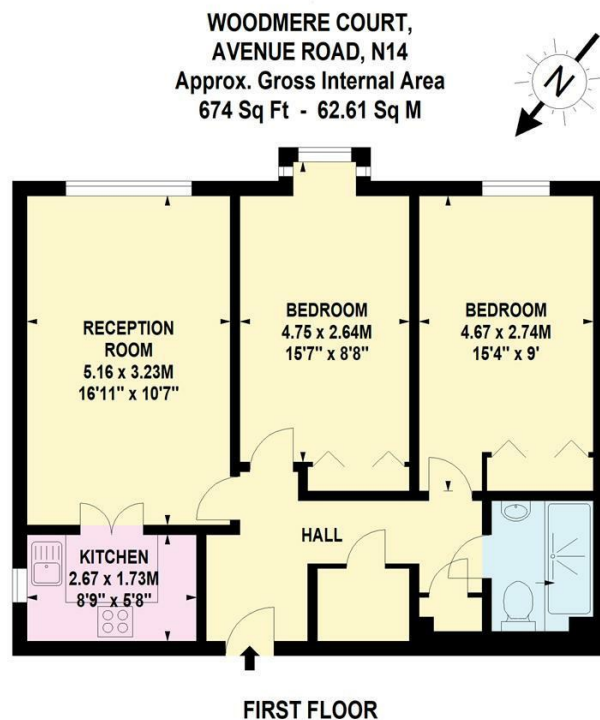 WOODMERE COURT,
AVENUE ROAD, N14
Approx. Gross Internal Area
674 Sq Ft - 62.61 Sq M
N
RECEPTION
ROOM
5.16 x 3.23M
16'11" x 10'7"
BEDROOM
4.75 x 2.64M
15'7" x 8'8"
BEDROOM
4.67 x 2.74M
15'4" x 9'
HALL
KITCHEN
2.67 x 1.73M
8'9" x 5'8"
FIRST FLOOR